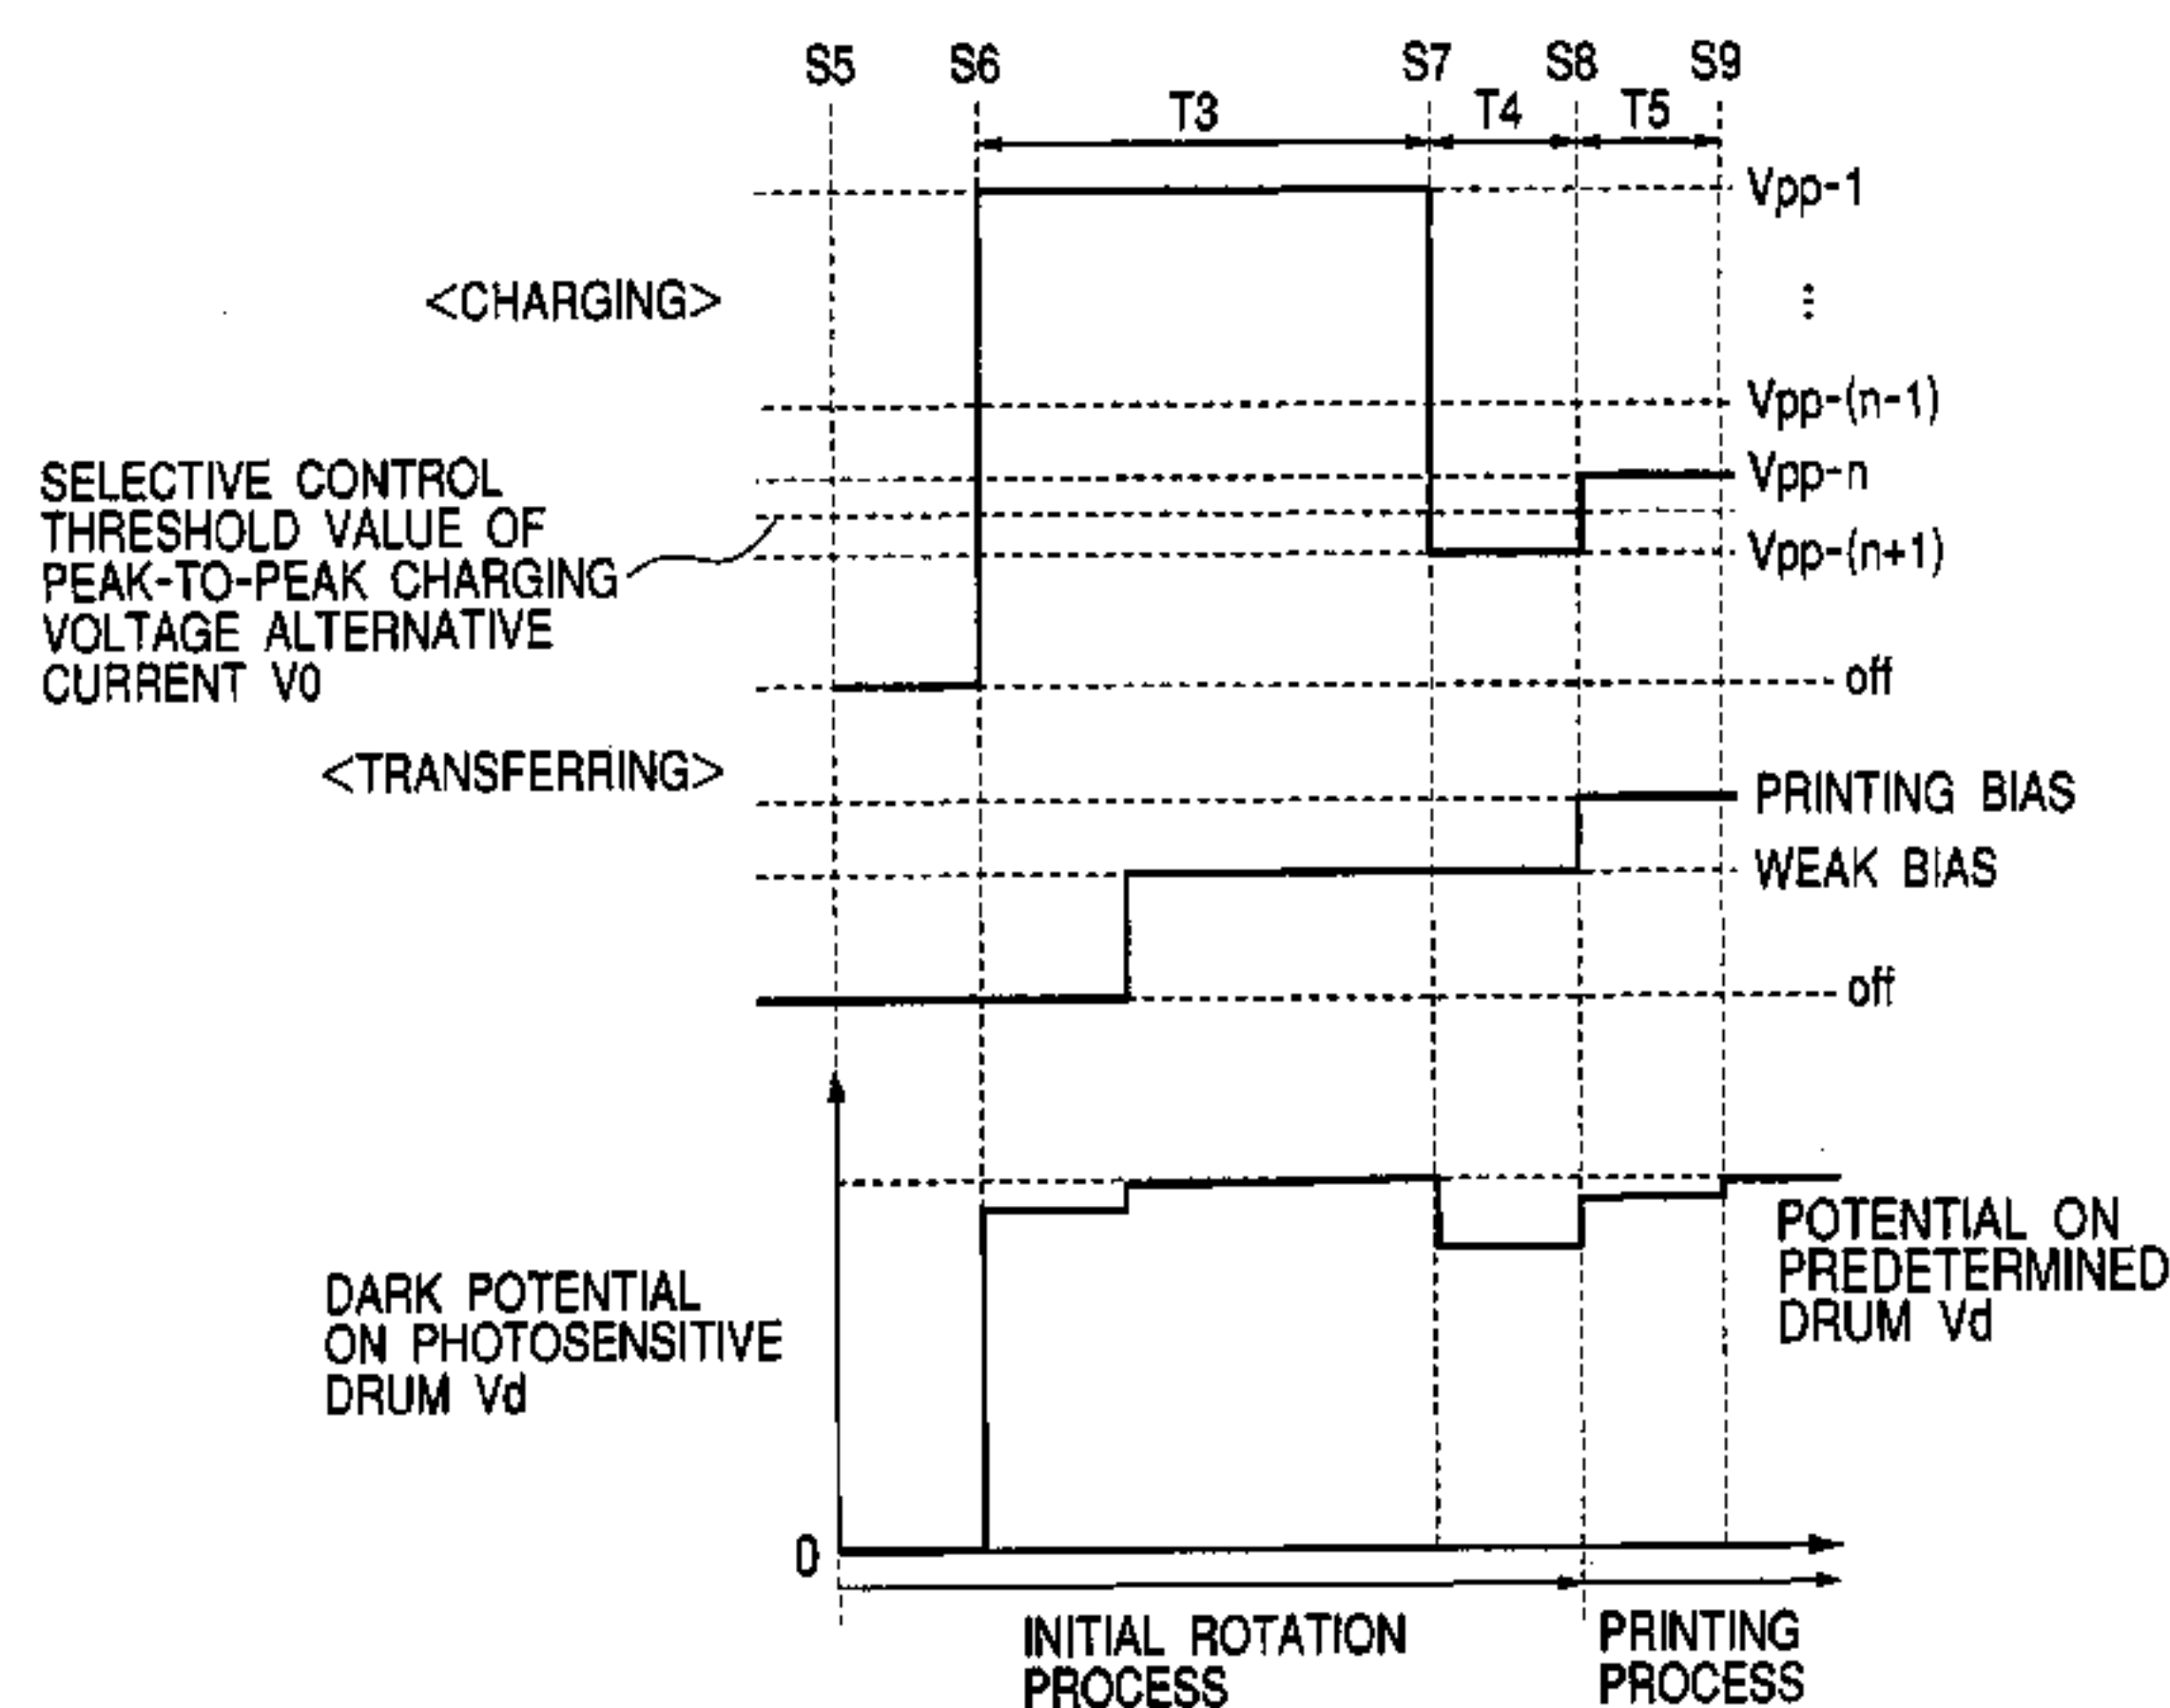 S5 S6 S7 S8 S9
T3 T4 T5
Vpp-1
<CHARGING>
⋮
Vpp-(n-1)
Vpp-n
SELECTIVE CONTROL
THRESHOLD VALUE OF
PEAK-TO-PEAK CHARGING
VOLTAGE ALTERNATIVE
CURRENT V0
Vpp-(n+1)
off
<TRANSFERRING>
PRINTING BIAS
WEAK BIAS
off
DARK POTENTIAL
ON PHOTOSENSITIVE
DRUM Vd
POTENTIAL ON
PREDETERMINED
DRUM Vd
0
INITIAL ROTATION
PROCESS
PRINTING
PROCESS